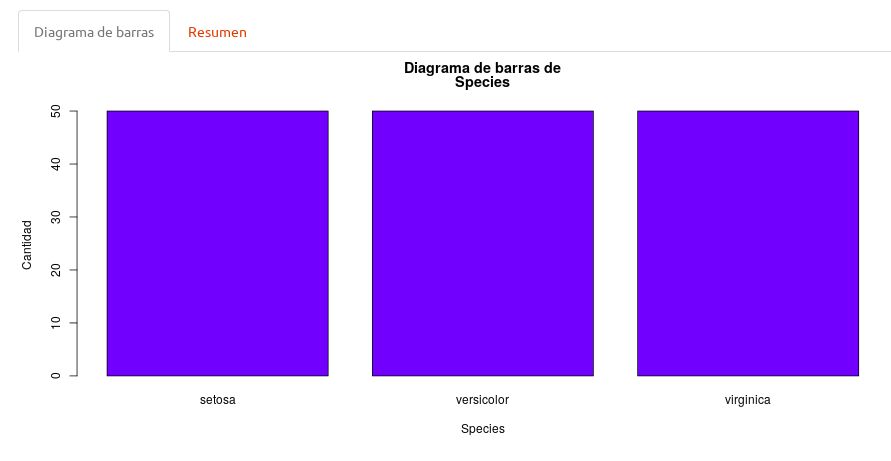 Diagrama de barras
Resumen
Diagrama de barras de
Species
50
40
30
20
10
0
Cantidad
setosa
versicolor
virginica
Species